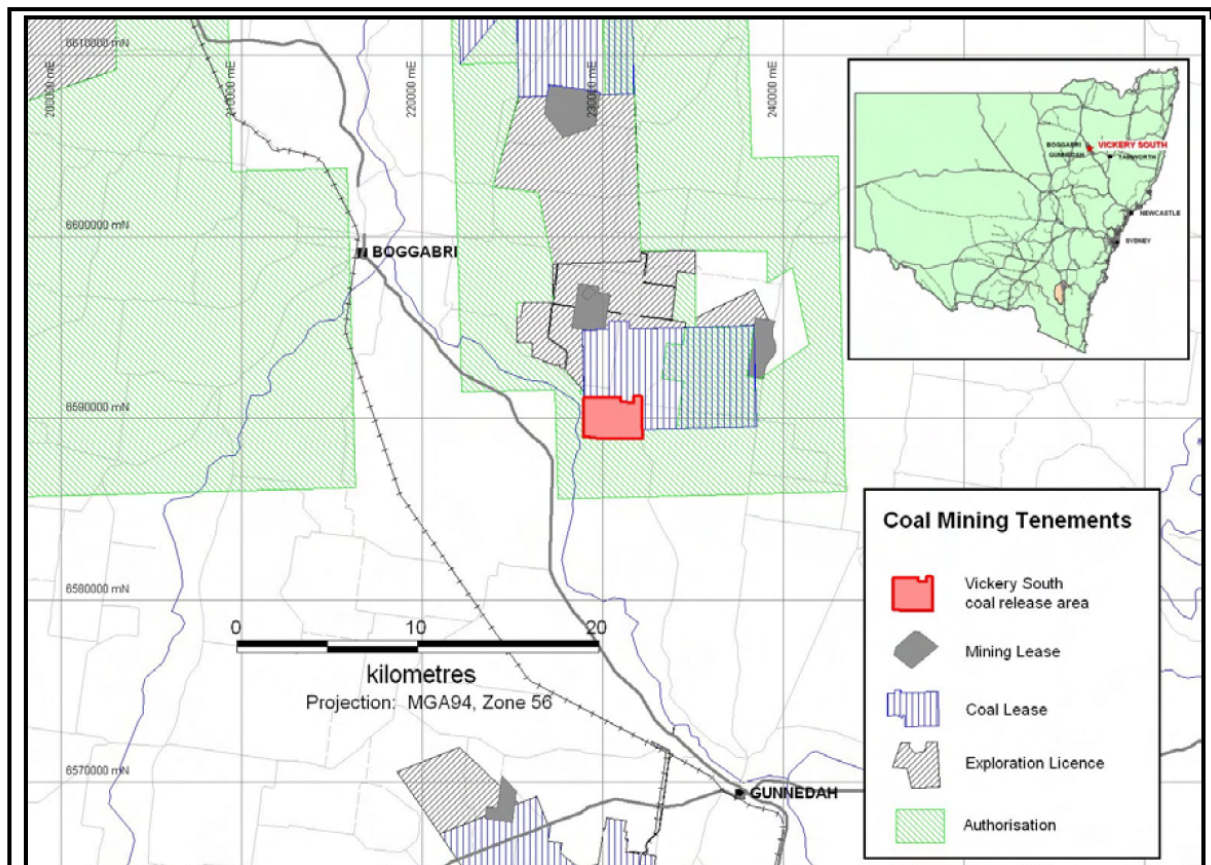 6610000 mN
200000 mE
210000 mE
220000 mE
230000 mE
240000 mE
6600000 mN
BOGGABRI
6590000 mN
6580000 mN
0 10 20
kilometres
Projection: MGA94, Zone 56
6570000 mN
GUNNEDAH
BOGGABRI
VICKERY SOUTH
GUNNEDAH
TAMWORTH
NEWCASTLE
SYDNEY
Coal Mining Tenements
Vickery South
coal release area
Mining Lease
Coal Lease
Exploration Licence
Authorisation